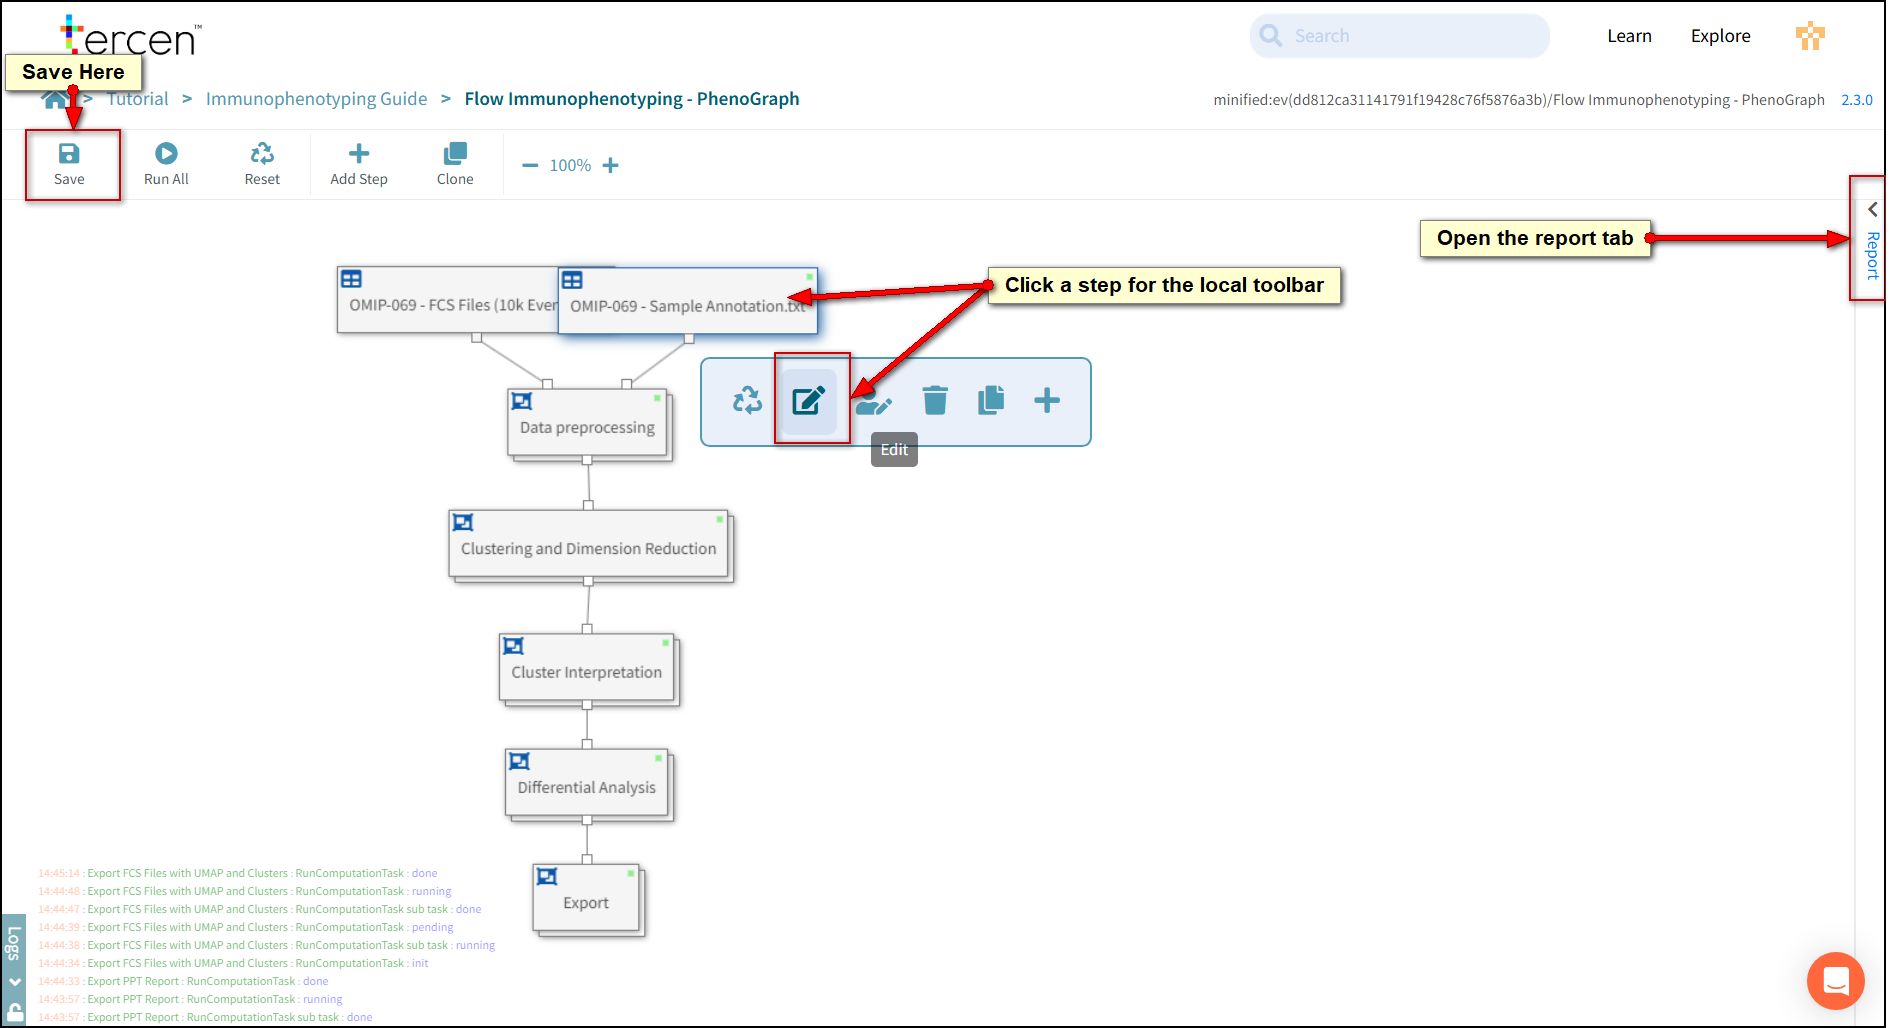 tercen™
Search
Learn
Explore
Save Here
> Tutorial > Immunophenotyping Guide > Flow Immunophenotyping - PhenoGraph
minified:ev(dd812ca31141791f19428c76f5876a3b)/Flow Immunophenotyping - PhenoGraph 2.3.0
Save
Run All
Reset
Add Step
Clone
100%
Open the report tab
Report
Click a step for the local toolbar
OMIP-069 - FCS Files (10k Ever
OMIP-069 - Sample Annotation.txt
Data preprocessing
Edit
Clustering and Dimension Reduction
Cluster Interpretation
Differential Analysis
Export
14:45:14 : Export FCS Files with UMAP and Clusters : RunComputationTask : done
14:44:48 : Export FCS Files with UMAP and Clusters : RunComputationTask : running
14:44:47 : Export FCS Files with UMAP and Clusters : RunComputationTask sub task : done
14:44:39 : Export FCS Files with UMAP and Clusters : RunComputationTask : pending
14:44:38 : Export FCS Files with UMAP and Clusters : RunComputationTask sub task : running
14:44:34 : Export FCS Files with UMAP and Clusters : RunComputationTask : init
14:44:33 : Export PPT Report : RunComputationTask : done
14:43:57 : Export PPT Report : RunComputationTask : running
14:43:57 : Export PPT Report : RunComputationTask sub task : done
Logs